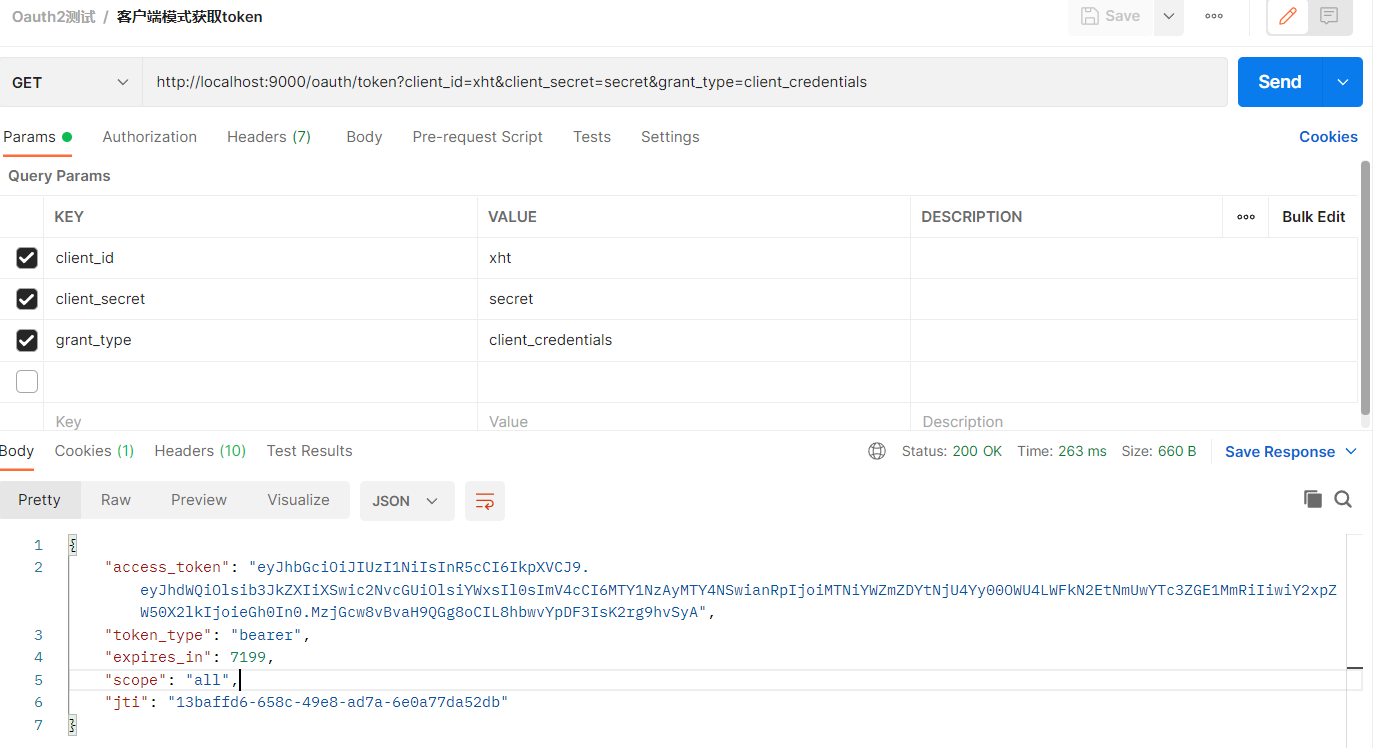 Oauth2测试 / 客户端模式获取token
Save
GET
http://localhost:9000/oauth/token?client_id=xht&client_secret=secret&grant_type=client_credentials
Send
Params Authorization Headers (7) Body Pre-request Script Tests Settings Cookies
Query Params
KEY VALUE DESCRIPTION Bulk Edit
client_id xht
client_secret secret
grant_type client_credentials
Key Value Description
Body Cookies (1) Headers (10) Test Results Status: 200 OK Time: 263 ms Size: 660 B Save Response
Pretty Raw Preview Visualize JSON
1 {
2 "access_token": "eyJhbGciOiJIUzI1NiIsInR5cCI6IkpXVCJ9.
eyJhdWQiOlsib3JkZXIiXSwic2NvcGUiOlsiYWxsIl0sImV4cCI6MTY1NzAyMTY4NSwianRpIjoiMTNiYWZmZDYtNjU4Yy00OWU4LWFkN2EtNmUwYTc3ZGE1MmRiIiwiY2xpZ
W50X2lkIjoieGh0In0.MzjGcw8vBvaH9QGg8oCIL8hbwvYpDF3IsK2rg9hvSyA",
3 "token_type": "bearer",
4 "expires_in": 7199,
5 "scope": "all",
6 "jti": "13baffd6-658c-49e8-ad7a-6e0a77da52db"
7 }